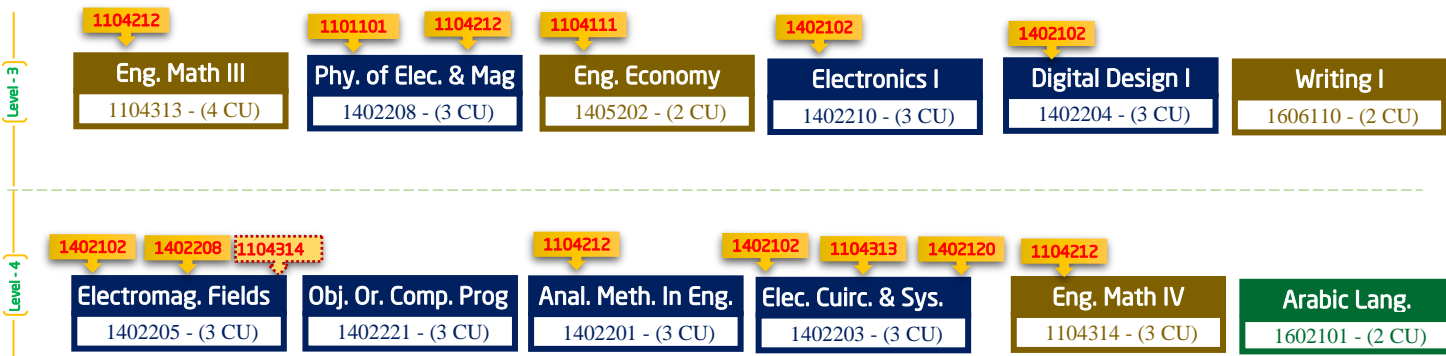 Level - 3
1104212
Eng. Math III
1104313 - (4 CU)
1101101
1104212
Phy. of Elec. & Mag
1402208 - (3 CU)
1104111
Eng. Economy
1405202 - (2 CU)
1402102
Electronics I
1402210 - (3 CU)
1402102
Digital Design I
1402204 - (3 CU)
Writing I
1606110 - (2 CU)
Level - 4
1402102
1402208
1104314
Electromag. Fields
1402205 - (3 CU)
Obj. Or. Comp. Prog
1402221 - (3 CU)
1104212
Anal. Meth. In Eng.
1402201 - (3 CU)
1402102
1104313
1402120
Elec. Cuirc. & Sys.
1402203 - (3 CU)
1104212
Eng. Math IV
1104314 - (3 CU)
Arabic Lang.
1602101 - (2 CU)